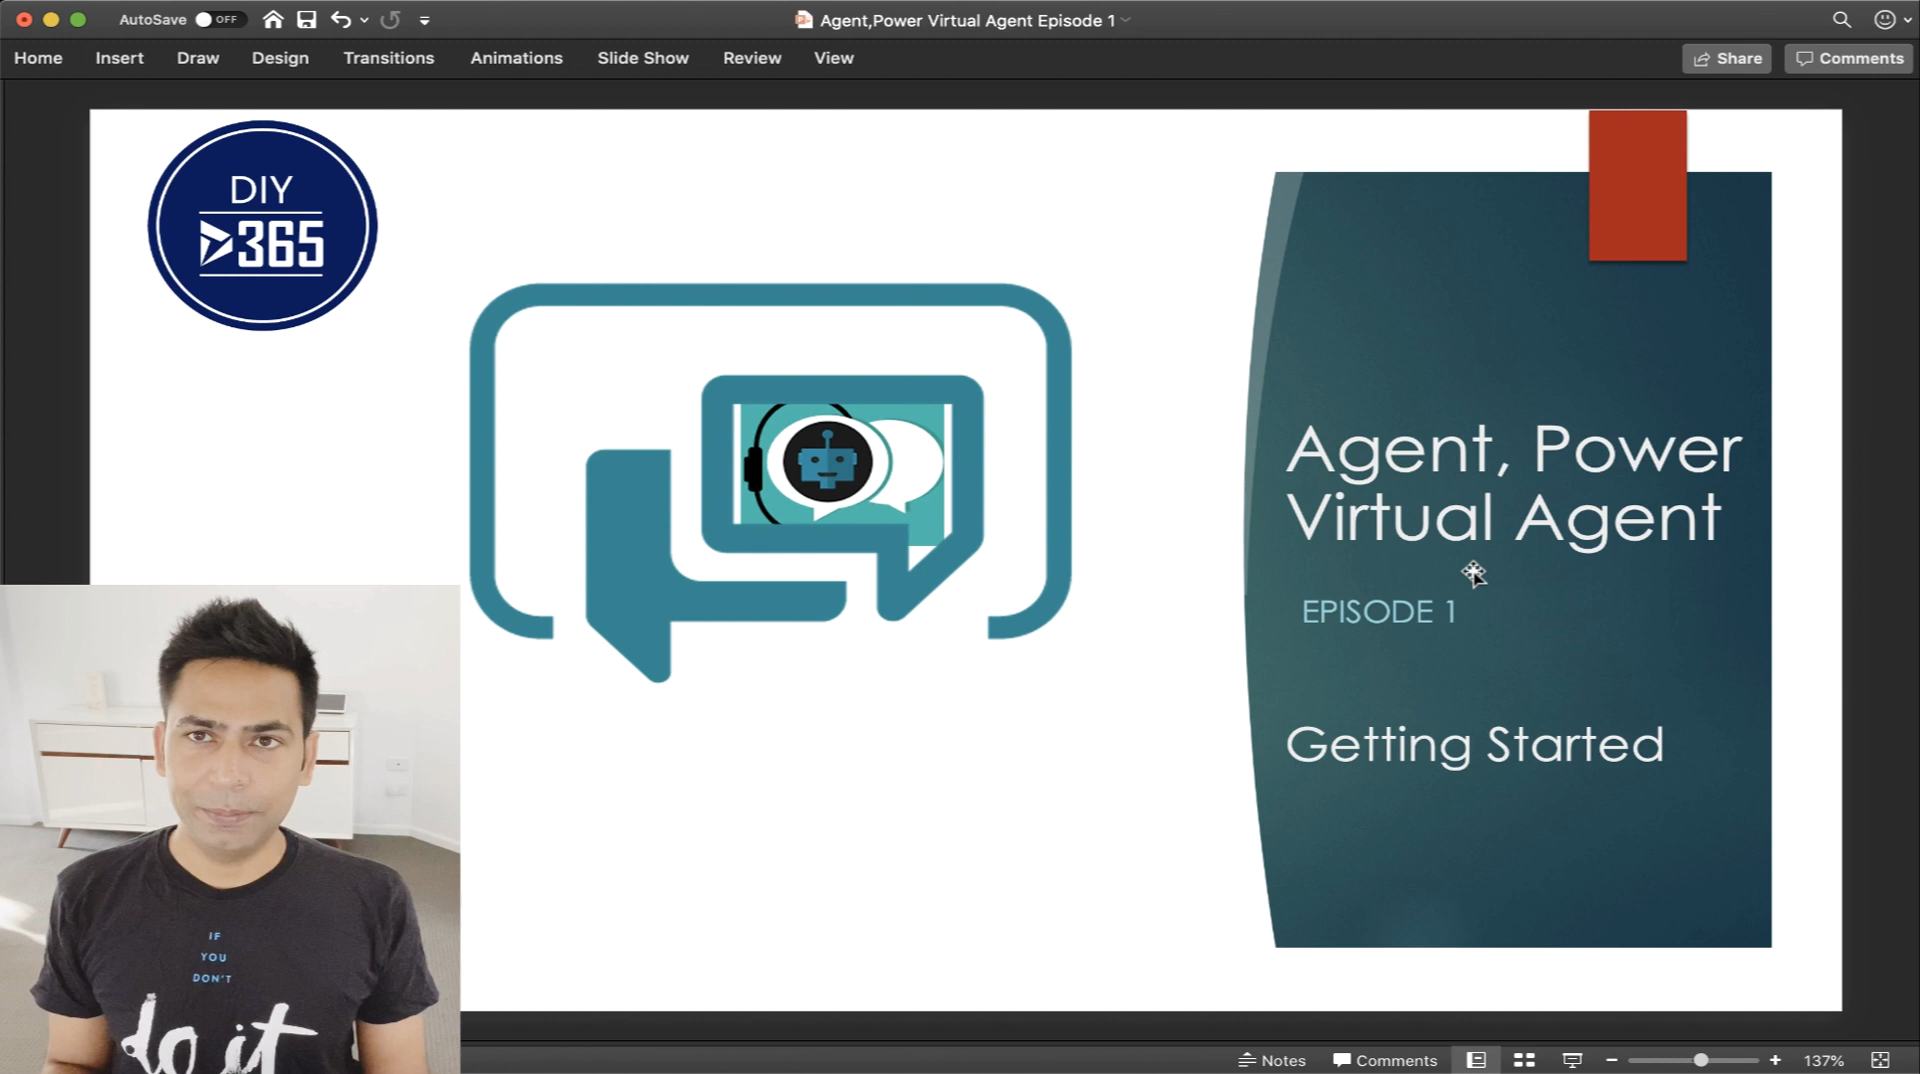 AutoSave OFF
Agent,Power Virtual Agent Episode 1
Home Insert Draw Design Transitions Animations Slide Show Review View
Share Comments
DIY
365
Agent, Power
Virtual Agent
EPISODE 1
Getting Started
IF
YOU
DON'T
do it
Notes Comments 137%